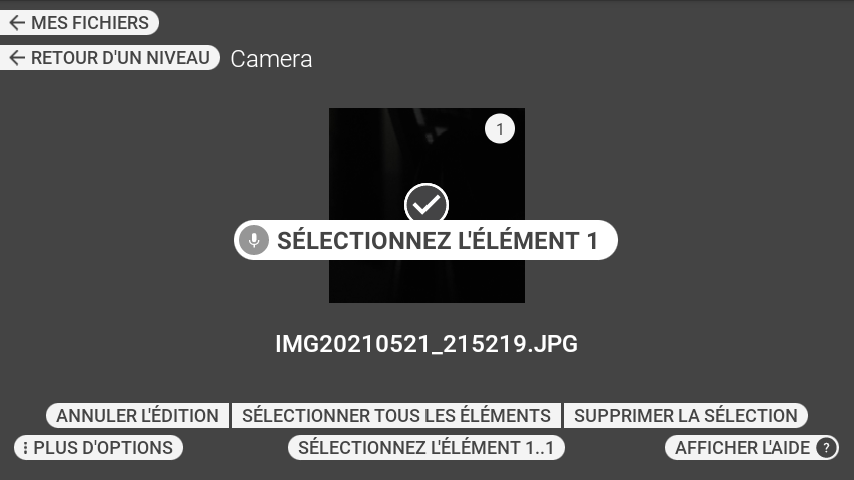 MES FICHIERS
RETOUR D'UN NIVEAU Camera
1
SÉLECTIONNEZ L'ÉLÉMENT 1
IMG20210521_215219.JPG
ANNULER L'ÉDITION SÉLECTIONNER TOUS LES ÉLÉMENTS SUPPRIMER LA SÉLECTION
PLUS D'OPTIONS SÉLECTIONNEZ L'ÉLÉMENT 1..1 AFFICHER L'AIDE ?